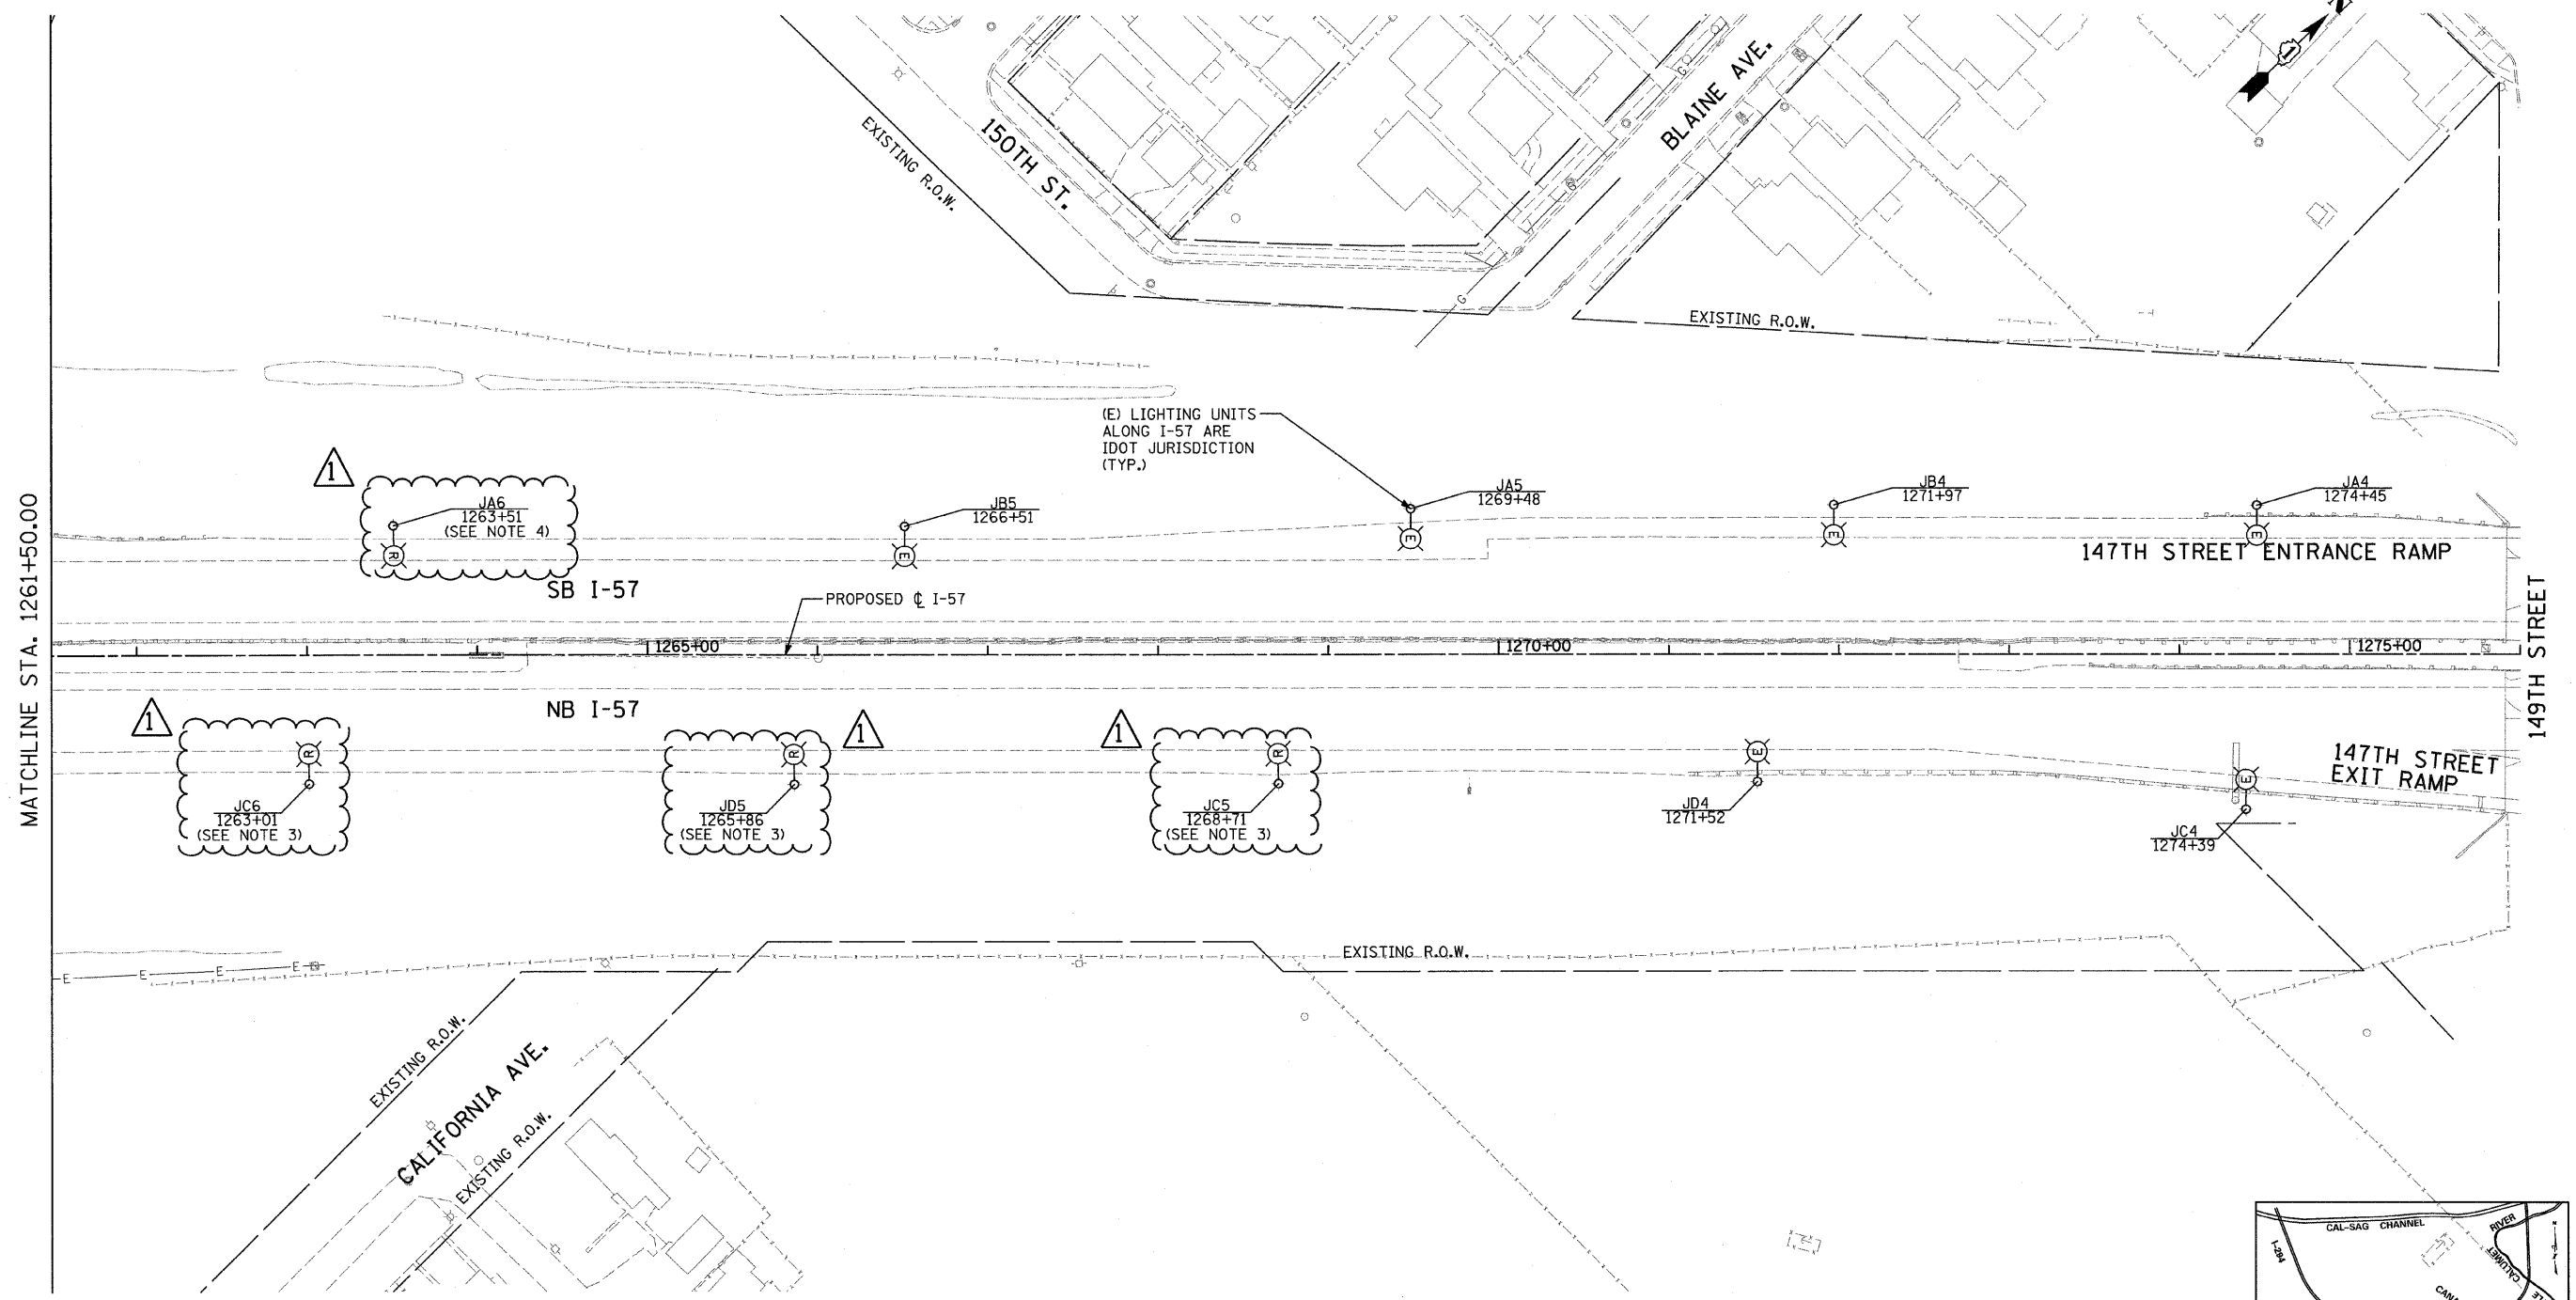 N
1
150TH ST.
BLAINE AVE.
EXISTING R.O.W.
G
G
G
EXISTING R.O.W.
(E) LIGHTING UNITS
ALONG I-57 ARE
IDOT JURISDICTION
(TYP.)
1
JA6
1263+51
(SEE NOTE 4)
R
JB5
1266+51
E
JA5
1269+48
E
JB4
1271+97
E
JA4
1274+45
E
147TH STREET ENTRANCE RAMP
SB I-57
PROPOSED ℄ I-57
MATCHLINE STA. 1261+50.00
1265+00
1270+00
1275+00
149TH STREET
NB I-57
1
R
JC6
1263+01
(SEE NOTE 3)
R
JD5
1265+86
(SEE NOTE 3)
1
1
R
JC5
1268+71
(SEE NOTE 3)
E
JD4
1271+52
E
JC4
1274+39
147TH STREET
EXIT RAMP
E
E
E
E
EXISTING R.O.W.
EXISTING R.O.W.
CALIFORNIA AVE.
EXISTING R.O.W.
CAL-SAG CHANNEL
RIVER
CALUMET
I-294